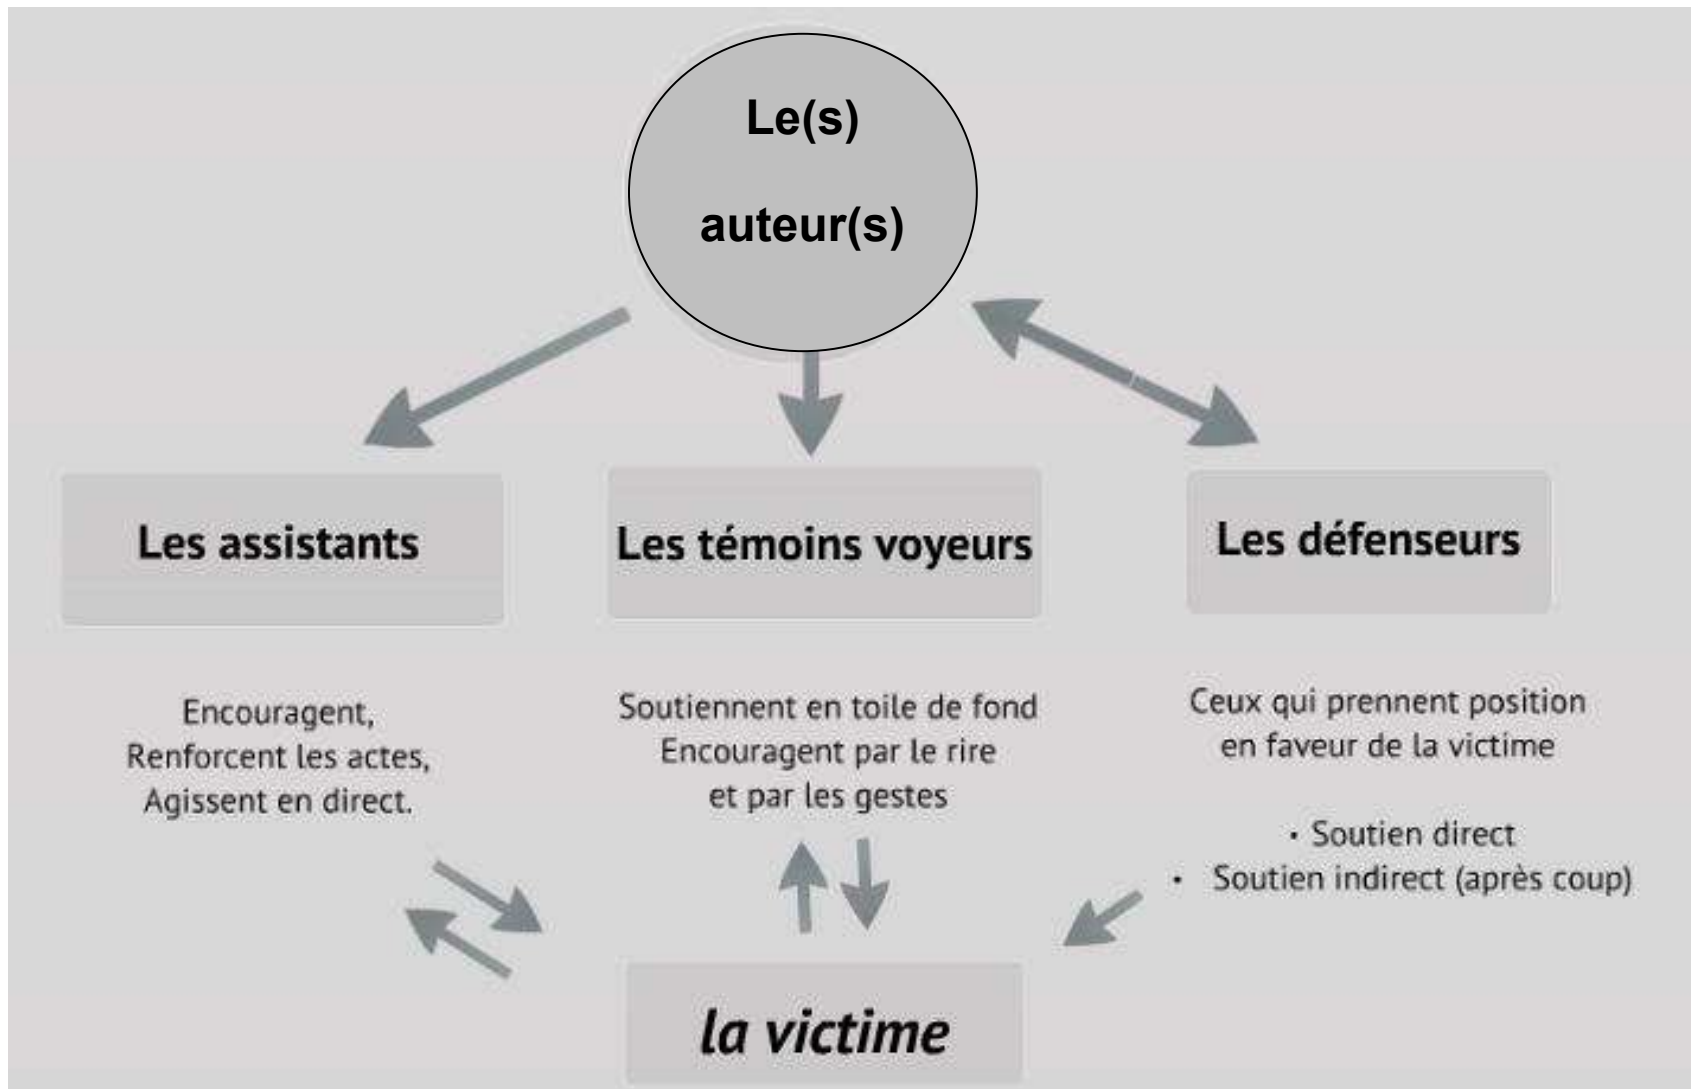 Le(s)
auteur(s)
Les assistants
Encouragent,
Renforcent les actes,
Agissent en direct.
Les témoins voyeurs
Soutiennent en toile de fond
Encouragent par le rire
et par les gestes
Les défenseurs
Ceux qui prennent position
en faveur de la victime
• Soutien direct
• Soutien indirect (après coup)
la victime